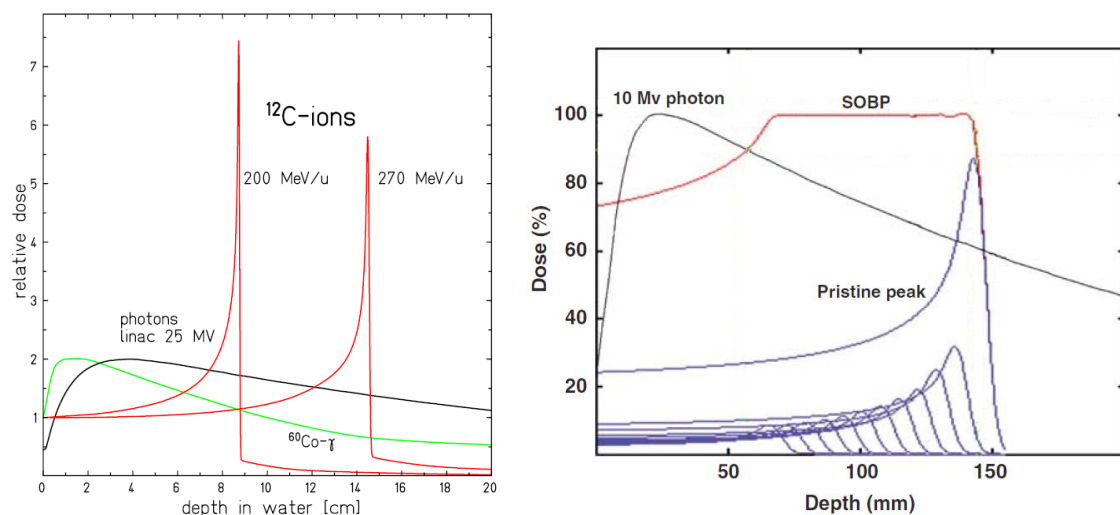 relative dose
7
6
5
4
3
2
1
¹²C-ions
200 MeV/u
270 MeV/u
photons
linac 25 MV
⁶⁰Co-γ
0 2 4 6 8 10 12 14 16 18 20
depth in water [cm]
Dose (%)
100
80
60
40
20
10 Mv photon
SOBP
Pristine peak
50 100 150
Depth (mm)